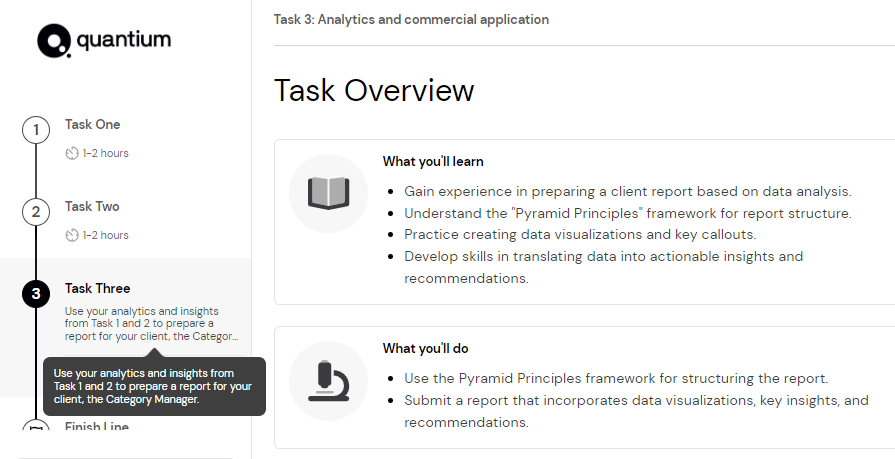 quantium
1
Task One
1-2 hours
2
Task Two
1-2 hours
3
Task Three
Use your analytics and insights
from Task 1 and 2 to prepare a
report for your client, the Categor...
Use your analytics and insights from
Task 1 and 2 to prepare a report for your
client, the Category Manager.
Finish Line
Task 3: Analytics and commercial application
Task Overview
What you'll learn
Gain experience in preparing a client report based on data analysis.
Understand the "Pyramid Principles" framework for report structure.
Practice creating data visualizations and key callouts.
Develop skills in translating data into actionable insights and
recommendations.
What you'll do
Use the Pyramid Principles framework for structuring the report.
Submit a report that incorporates data visualizations, key insights, and
recommendations.